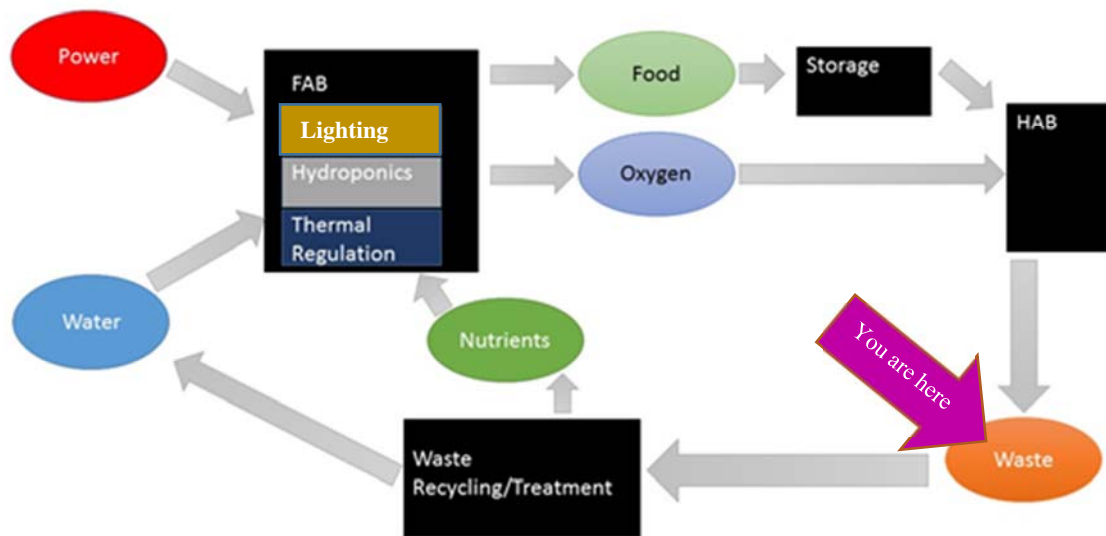 Power
FAB
Lighting
Hydroponics
Thermal
Regulation
Food
Storage
HAB
Oxygen
Water
Nutrients
You are here
Waste
Recycling/Treatment
Waste